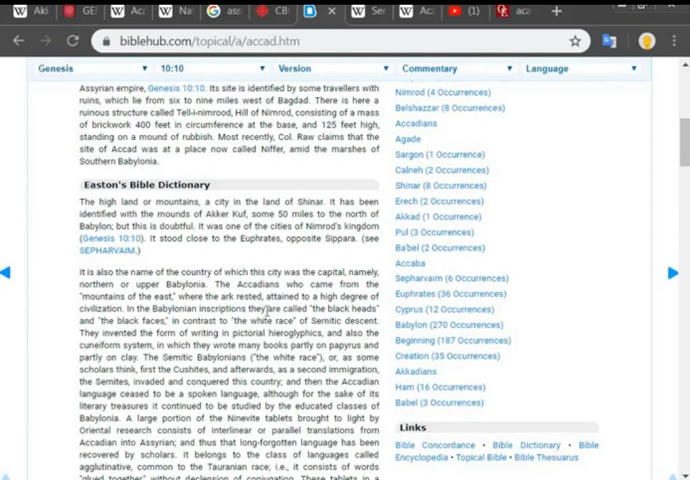 Aki
GEI
Na
ass
CBI
Ser
Ac
(1)
aca
biblehub.com/topical/a/accad.htm
Genesis
10:10
Version
Commentary
Language
Assyrian empire, Genesis 10:10. Its site is identified by some travellers with
ruins, which lie from six to nine miles west of Bagdad. There is here a
ruinous structure called Tell-i-nimrood, Hill of Nimrod, consisting of a mass
of brickwork 400 feet in circumference at the base, and 125 feet high,
standing on a mound of rubbish. Most recently, Col. Raw claims that the
site of Accad was at a place now called Niffer, amid the marshes of
Southern Babylonia.
Easton's Bible Dictionary
The high land or mountains, a city in the land of Shinar. It has been
identified with the mounds of Akker Kuf, some 50 miles to the north of
Babylon; but this is doubtful. It was one of the cities of Nimrod's kingdom
(Genesis 10:10). It stood close to the Euphrates, opposite Sippara. (see
SEPHARVAIM.)
It is also the name of the country of which this city was the capital, namely,
northern or upper Babylonia. The Accadians who came from the
"mountains of the east," where the ark rested, attained to a high degree of
civilization. In the Babylonian inscriptions they are called "the black heads"
and "the black faces," in contrast to "the white race" of Semitic descent.
They invented the form of writing in pictorial hieroglyphics, and also the
cuneiform system, in which they wrote many books partly on papyrus and
partly on clay. The Semitic Babylonians ("the white race"), or, as some
scholars think, first the Cushites, and afterwards, as a second immigration,
the Semites, invaded and conquered this country; and then the Accadian
language ceased to be a spoken language, although for the sake of its
literary treasures it continued to be studied by the educated classes of
Babylonia. A large portion of the Ninevite tablets brought to light by
Oriental research consists of interlinear or parallel translations from
Accadian into Assyrian; and thus that long-forgotten language has been
recovered by scholars. It belongs to the class of languages called
agglutinative, common to the Tauranian race; i.e., it consists of words
"glued together" without declension of conjugation. These tablets in a
Nimrod (4 Occurrences)
Belshazzar (8 Occurrences)
Accadians
Agade
Sargon (1 Occurrence)
Calneh (2 Occurrences)
Shinar (8 Occurrences)
Erech (2 Occurrences)
Akkad (1 Occurrence)
Pul (3 Occurrences)
Ba'bel (2 Occurrences)
Accaba
Sepharvaim (6 Occurrences)
Euphrates (36 Occurrences)
Cyprus (12 Occurrences)
Babylon (270 Occurrences)
Beginning (187 Occurrences)
Creation (35 Occurrences)
Akkadians
Ham (16 Occurrences)
Babel (3 Occurrences)
Links
Bible Concordance • Bible Dictionary • Bible
Encyclopedia • Topical Bible • Bible Thesuarus